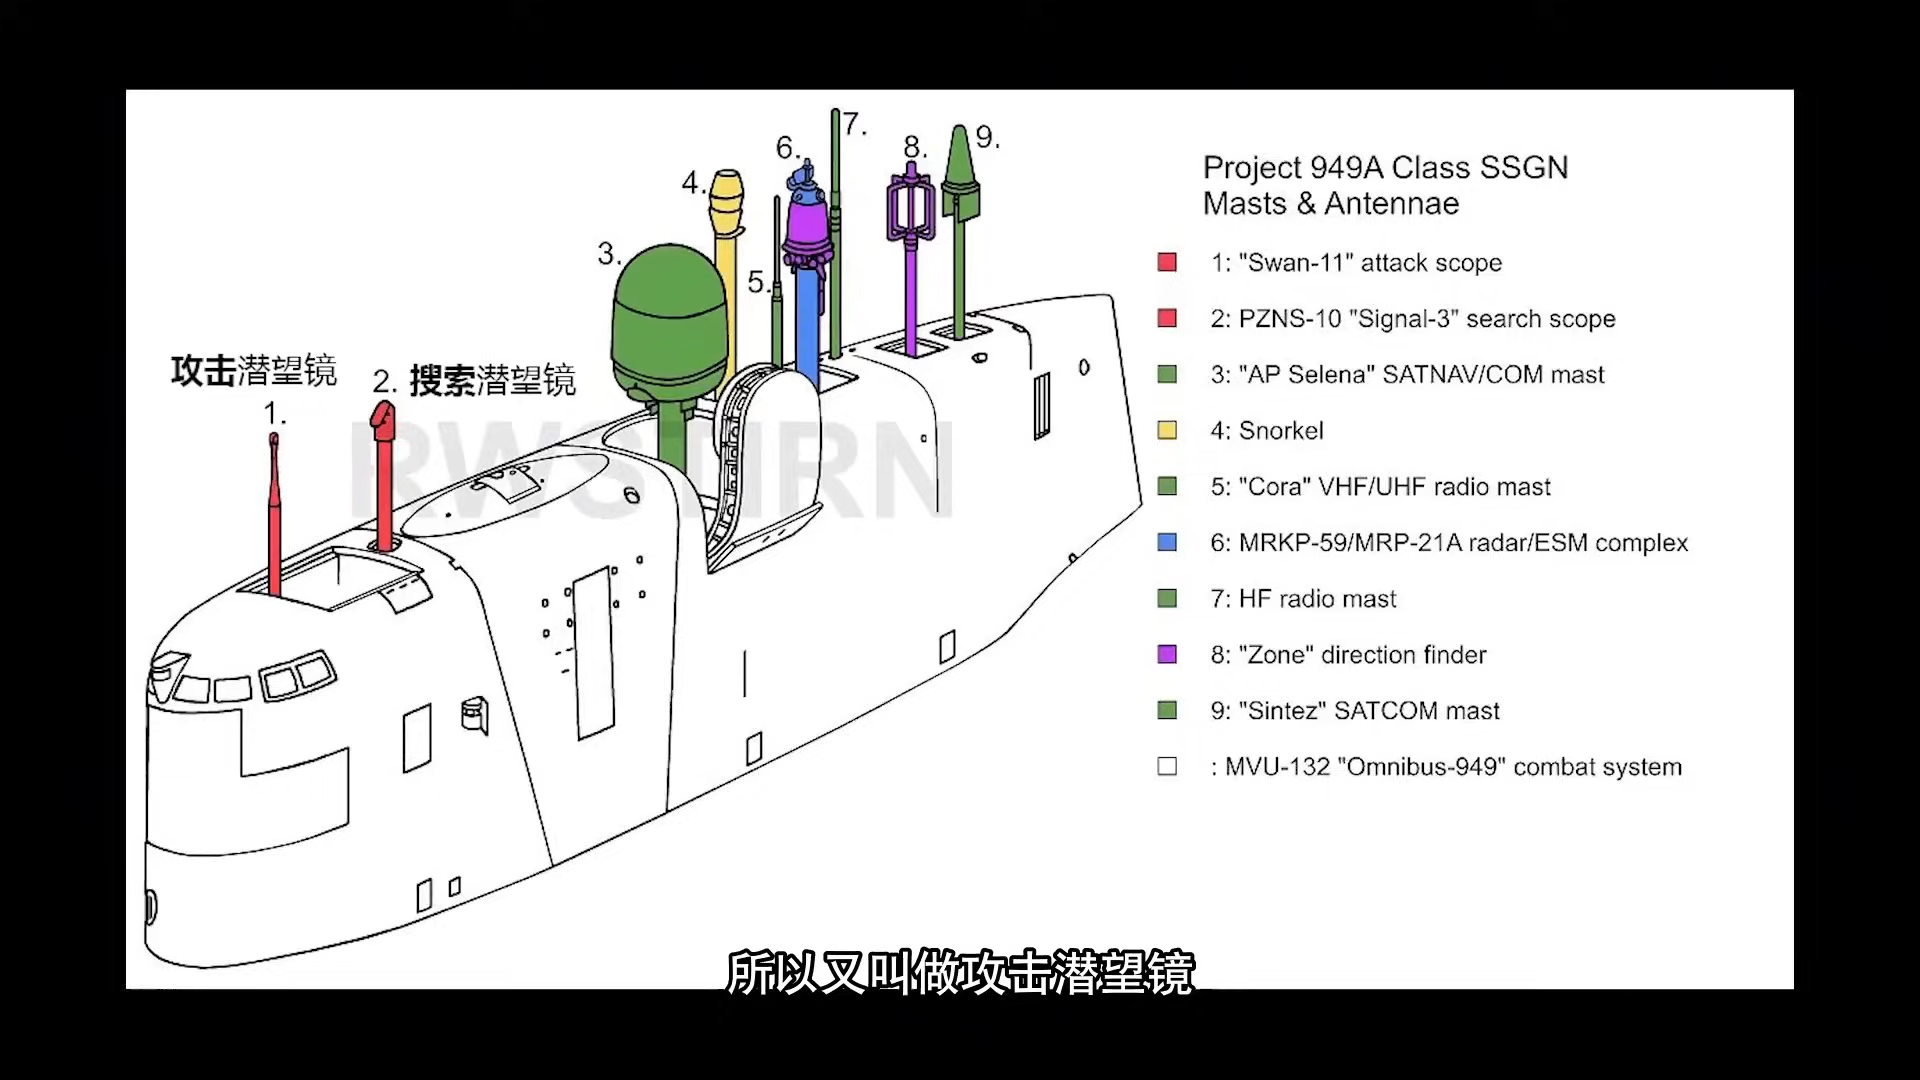 7.
6.
8.
9.
4.
3.
5.
攻击潜望镜
2. 搜索潜望镜
1.
RWSTIRN
Project 949A Class SSGN
Masts & Antennae
1: "Swan-11" attack scope
2: PZNS-10 "Signal-3" search scope
3: "AP Selena" SATNAV/COM mast
4: Snorkel
5: "Cora" VHF/UHF radio mast
6: MRKP-59/MRP-21A radar/ESM complex
7: HF radio mast
8: "Zone" direction finder
9: "Sintez" SATCOM mast
: MVU-132 "Omnibus-949" combat system
所以又叫做攻击潜望镜